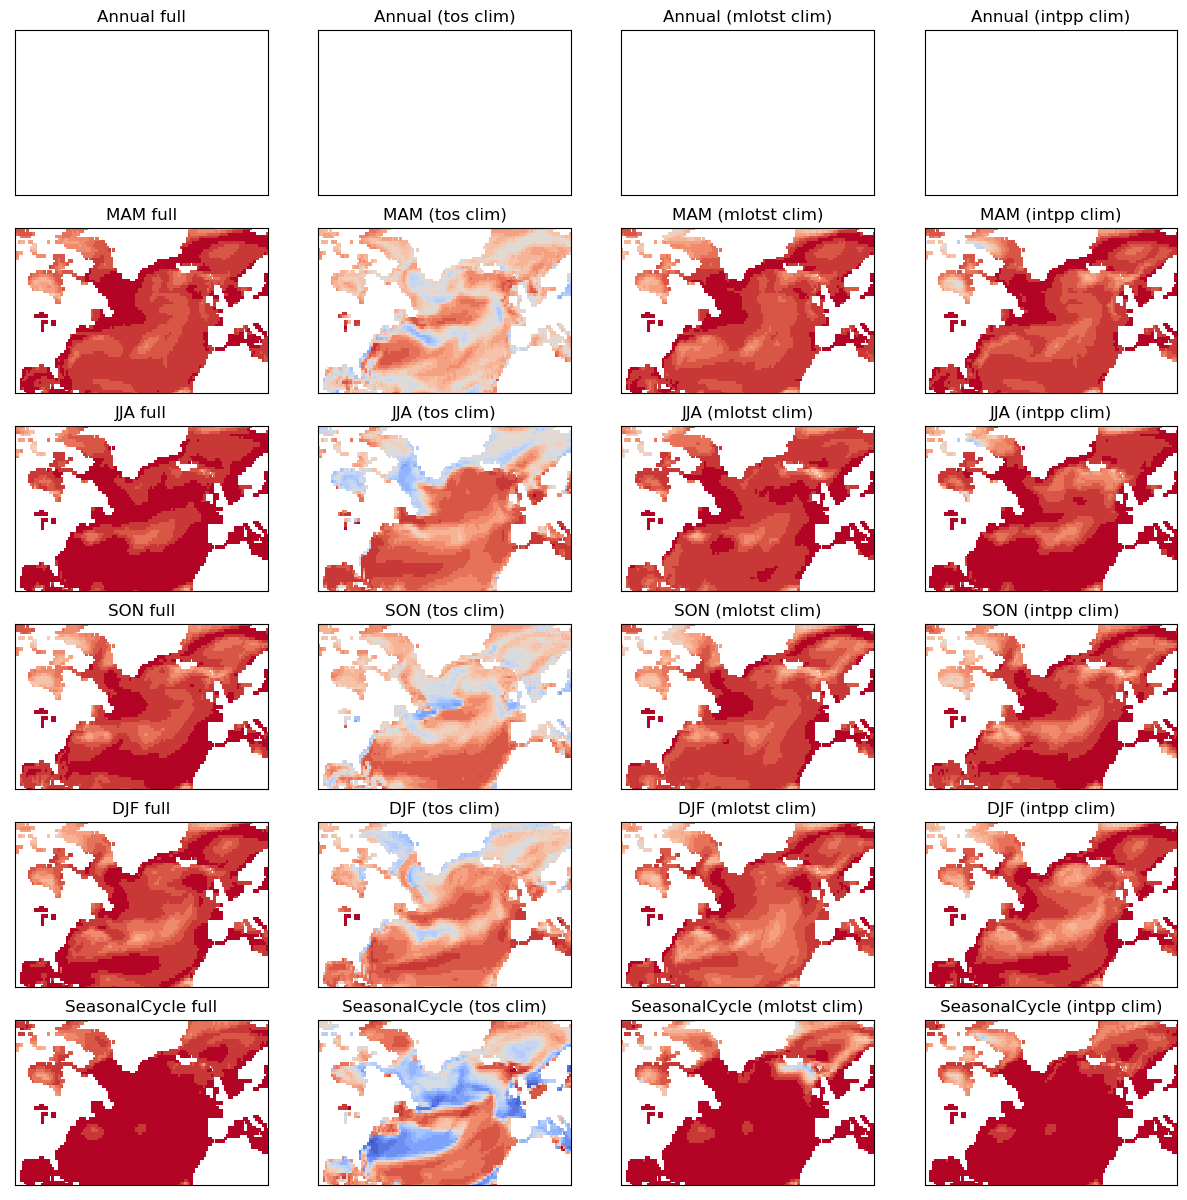 Annual full
Annual (tos clim)
Annual (mlotst clim)
Annual (intpp clim)
MAM full
MAM (tos clim)
MAM (mlotst clim)
MAM (intpp clim)
JJA full
JJA (tos clim)
JJA (mlotst clim)
JJA (intpp clim)
SON full
SON (tos clim)
SON (mlotst clim)
SON (intpp clim)
DJF full
DJF (tos clim)
DJF (mlotst clim)
DJF (intpp clim)
SeasonalCycle full
SeasonalCycle (tos clim)
SeasonalCycle (mlotst clim)
SeasonalCycle (intpp clim)